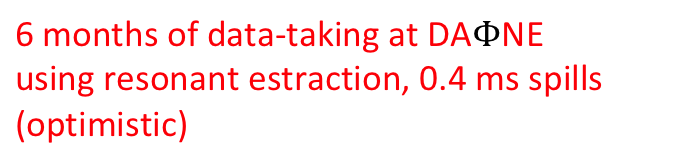 6 months of data-taking at DAΦNE
using resonant estraction, 0.4 ms spills
(optimistic)